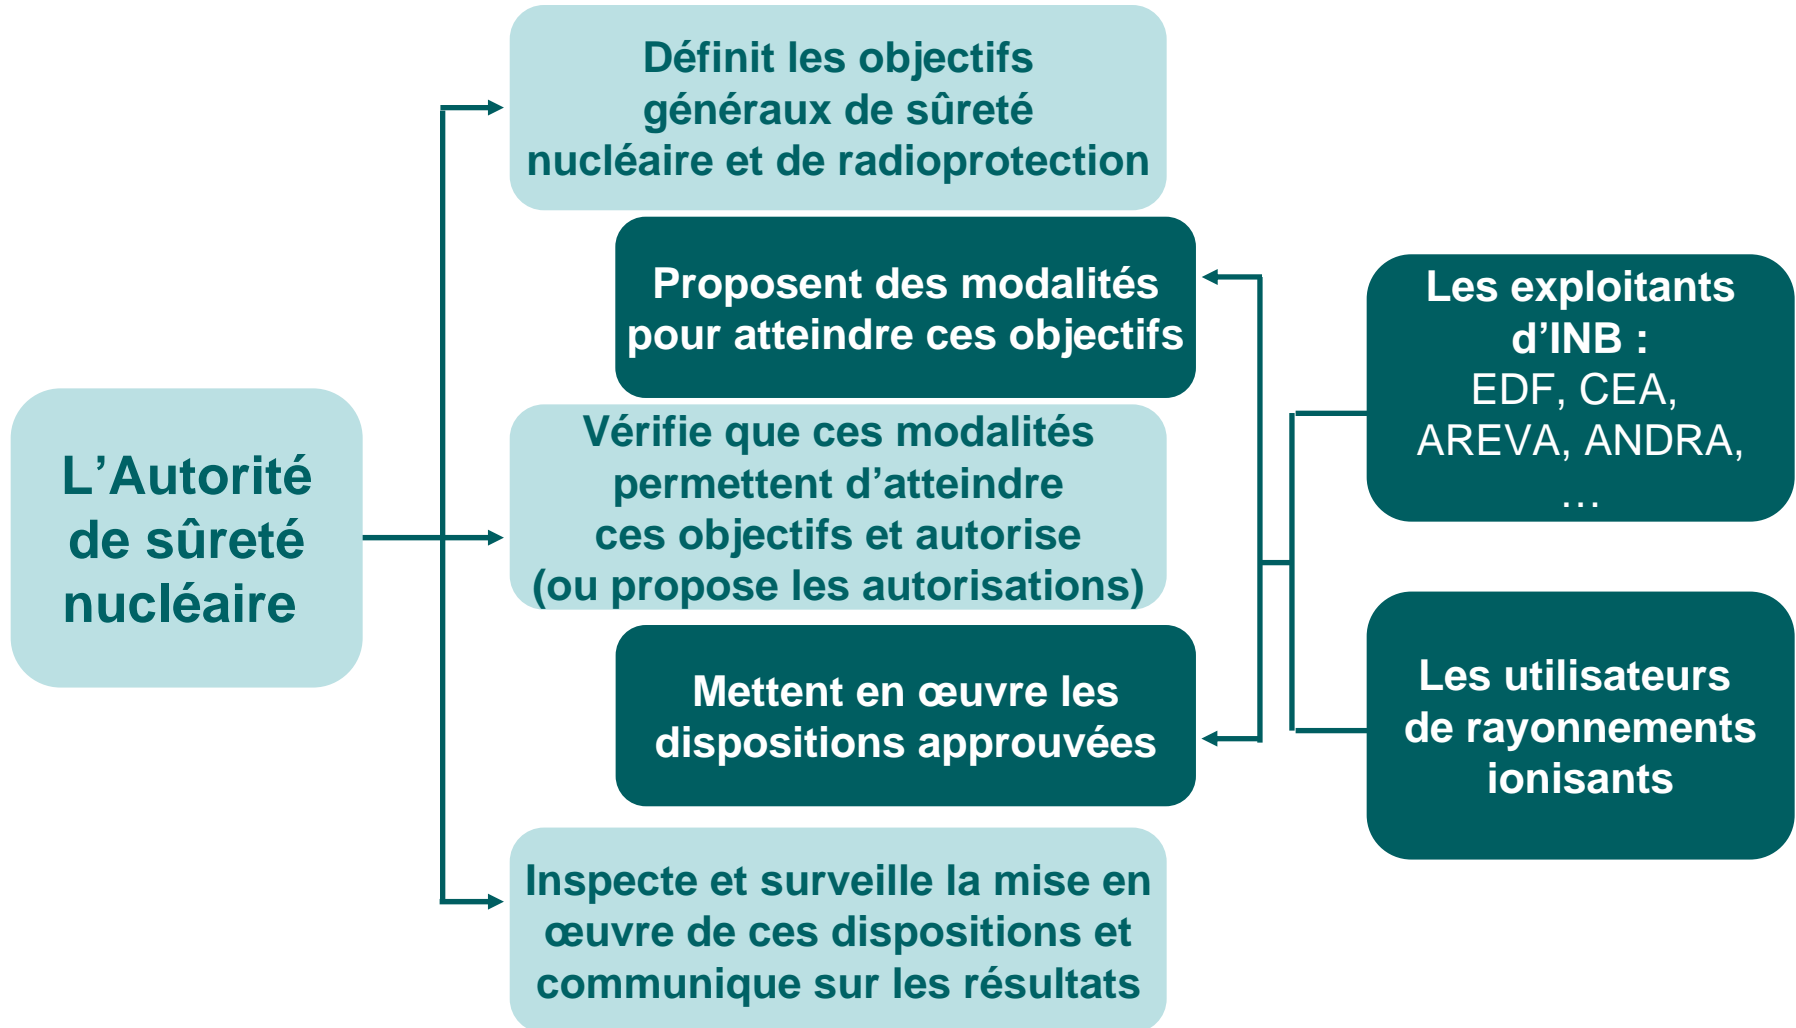 Définit les objectifs
généraux de sûreté
nucléaire et de radioprotection
Proposent des modalités
pour atteindre ces objectifs
Les exploitants
d’INB :
EDF, CEA,
AREVA, ANDRA,
…
L’Autorité
de sûreté
nucléaire
Vérifie que ces modalités
permettent d’atteindre
ces objectifs et autorise
(ou propose les autorisations)
Mettent en œuvre les
dispositions approuvées
Les utilisateurs
de rayonnements
ionisants
Inspecte et surveille la mise en
œuvre de ces dispositions et
communique sur les résultats